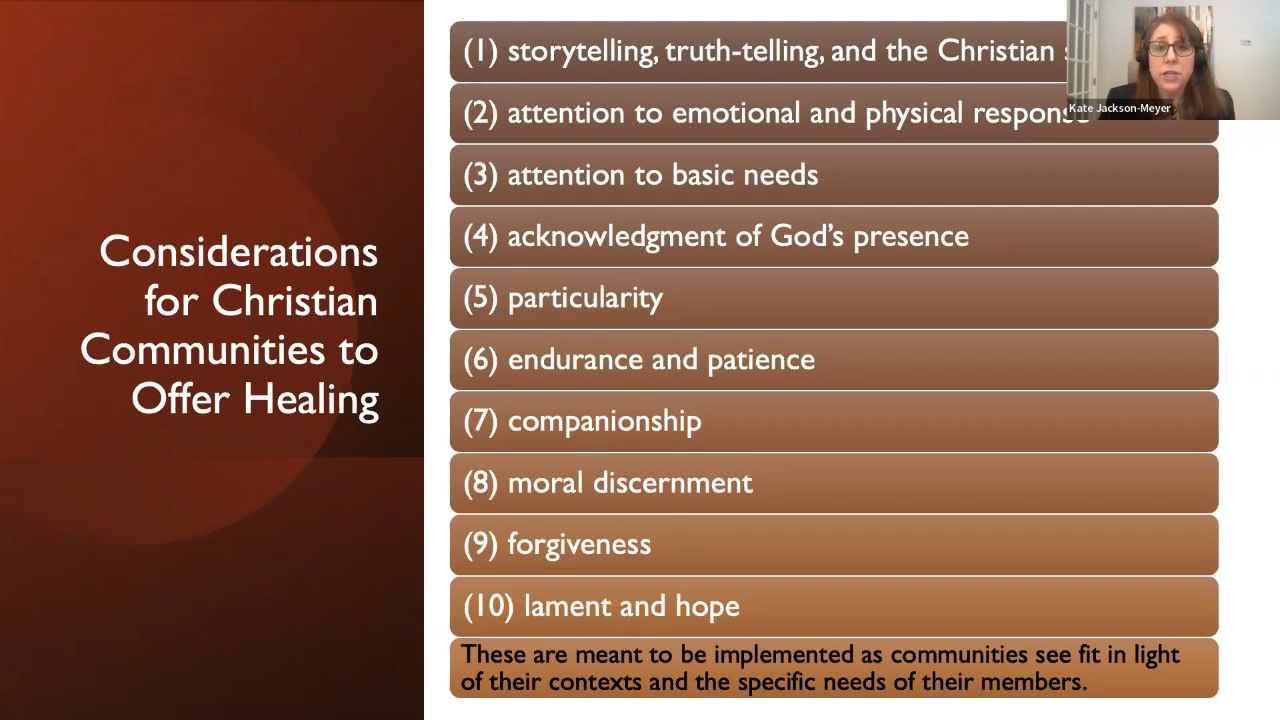 Considerations
for Christian
Communities to
Offer Healing
(1) storytelling, truth-telling, and the Christian
(2) attention to emotional and physical
(3) attention to basic needs
(4) acknowledgment of God's presence
(5) particularity
(6) endurance and patience
(7) companionship
(8) moral discernment
(9) forgiveness
(10) lament and hope
These are meant to be implemented as communities see fit in light
of their contexts and the specific needs of their members.
Kate Jackson-Meyer